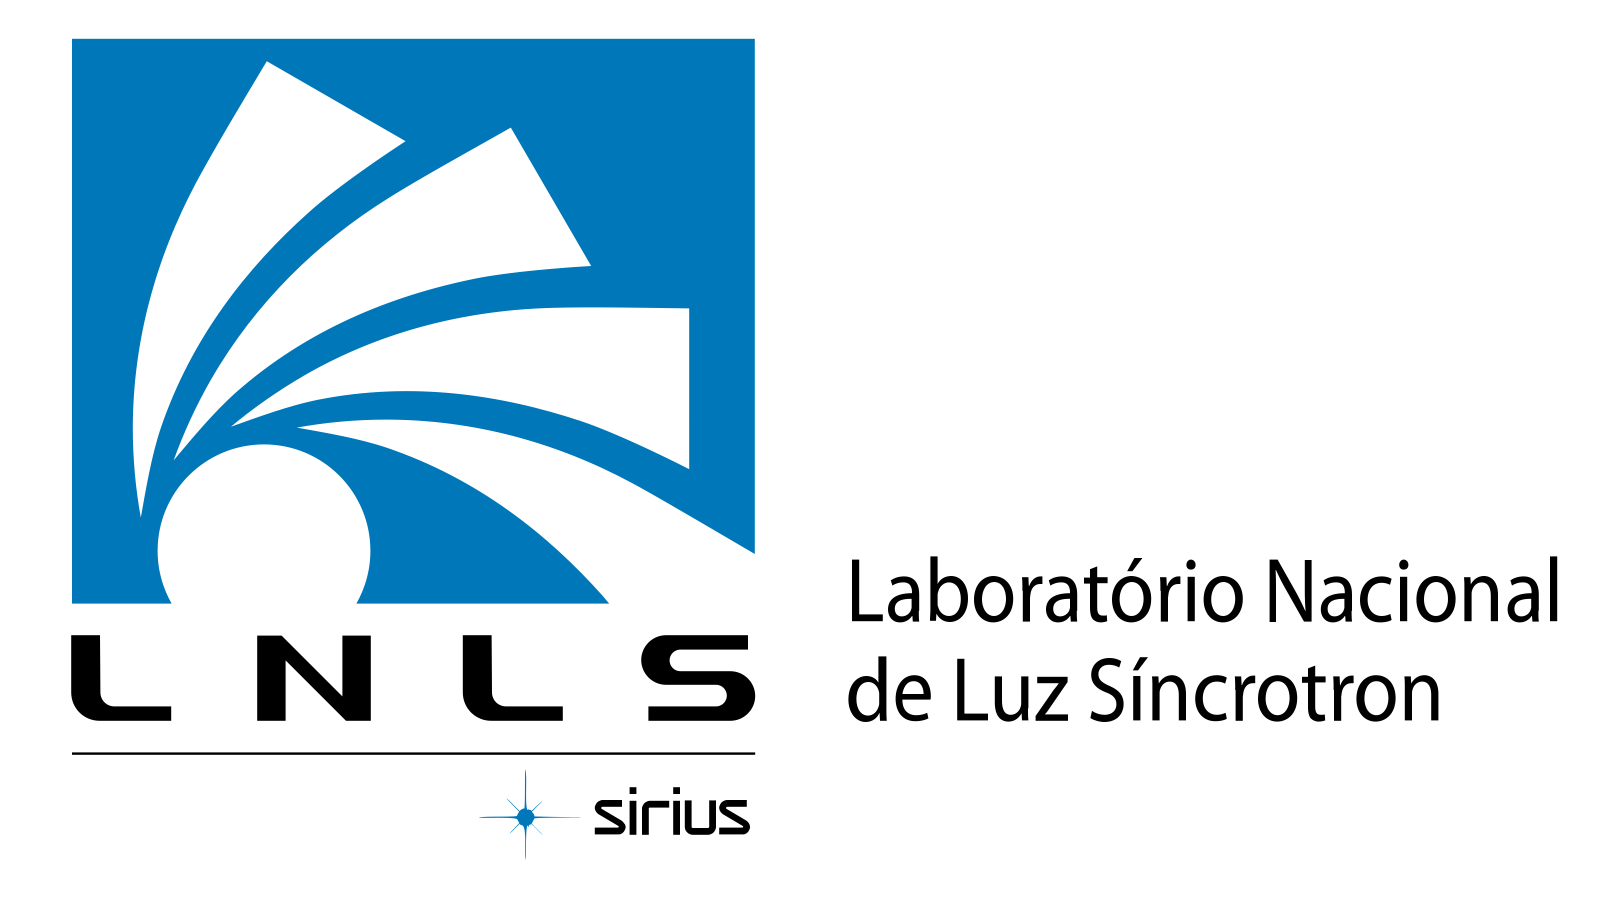 LNLS
sirius
Laboratório Nacional
de Luz Síncrotron